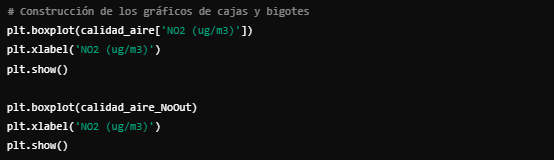 # Construcción de los gráficos de cajas y bigotes
plt.boxplot(calidad_aire['NO2 (ug/m3)'])
plt.xlabel('NO2 (ug/m3)')
plt.show()
plt.boxplot(calidad_aire_NoOut)
plt.xlabel('NO2 (ug/m3)')
plt.show()